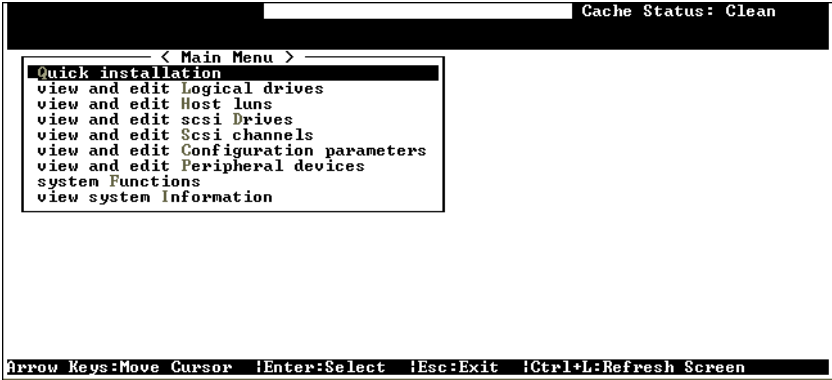 Cache Status: Clean
< Main Menu >
Quick installation
view and edit Logical drives
view and edit Host luns
view and edit scsi Drives
view and edit Scsi channels
view and edit Configuration parameters
view and edit Peripheral devices
system Functions
view system Information
Arrow Keys:Move Cursor |Enter:Select |Esc:Exit |Ctrl+L:Refresh Screen